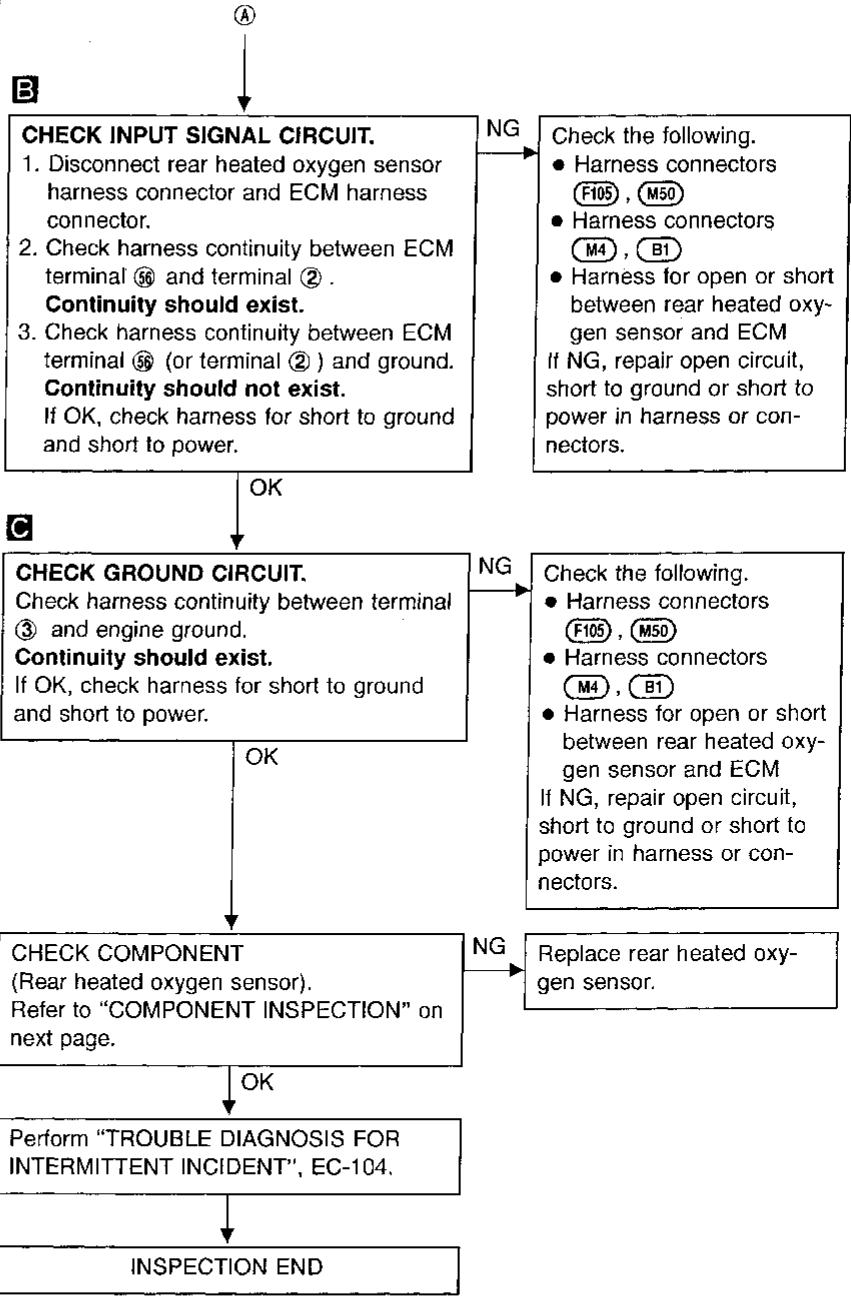 Ⓐ
B
CHECK INPUT SIGNAL CIRCUIT.
1. Disconnect rear heated oxygen sensor
harness connector and ECM harness
connector.
2. Check harness continuity between ECM
terminal 56 and terminal ② .
Continuity should exist.
3. Check harness continuity between ECM
terminal 56 (or terminal ② ) and ground.
Continuity should not exist.
If OK, check harness for short to ground
and short to power.
NG
Check the following.
● Harness connectors
F105 , M50
● Harness connectors
M4 , B1
● Harness for open or short
between rear heated oxy-
gen sensor and ECM
If NG, repair open circuit,
short to ground or short to
power in harness or con-
nectors.
OK
C
CHECK GROUND CIRCUIT.
Check harness continuity between terminal
③ and engine ground.
Continuity should exist.
If OK, check harness for short to ground
and short to power.
NG
Check the following.
● Harness connectors
F105 , M50
● Harness connectors
M4 , B1
● Harness for open or short
between rear heated oxy-
gen sensor and ECM
If NG, repair open circuit,
short to ground or short to
power in harness or con-
nectors.
OK
CHECK COMPONENT
(Rear heated oxygen sensor).
Refer to “COMPONENT INSPECTION” on
next page.
NG
Replace rear heated oxy-
gen sensor.
OK
Perform “TROUBLE DIAGNOSIS FOR
INTERMITTENT INCIDENT”, EC-104.
INSPECTION END